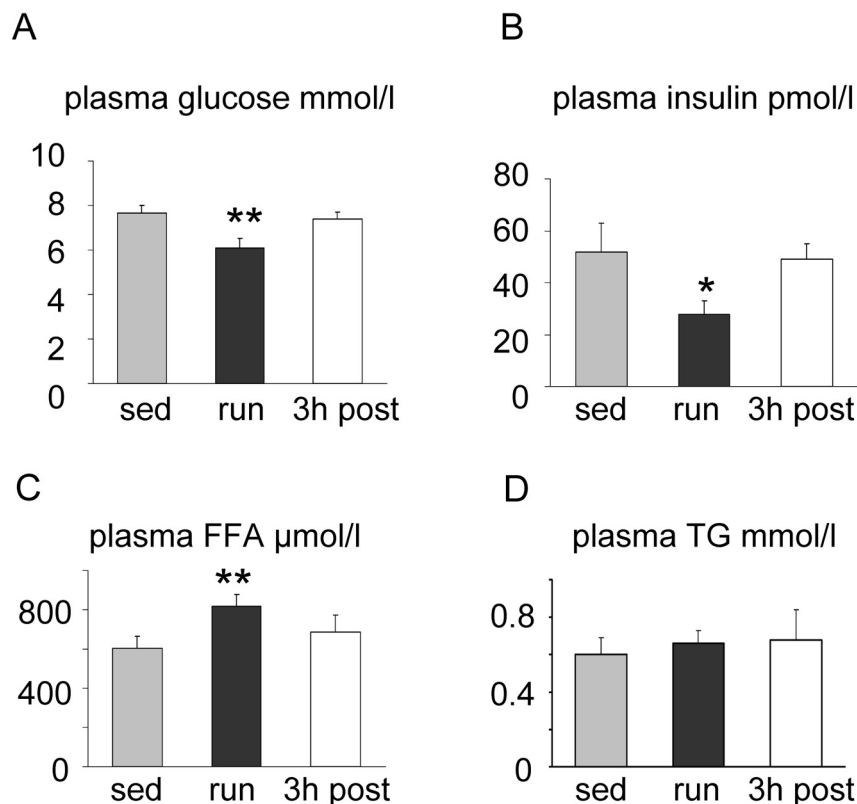 A
plasma glucose mmol/l
10
8
6
4
2
0
**
sed run 3h post
B
plasma insulin pmol/l
80
60
40
20
0
*
sed run 3h post
C
plasma FFA µmol/l
800
400
0
**
sed run 3h post
D
plasma TG mmol/l
0.8
0.4
0
sed run 3h post